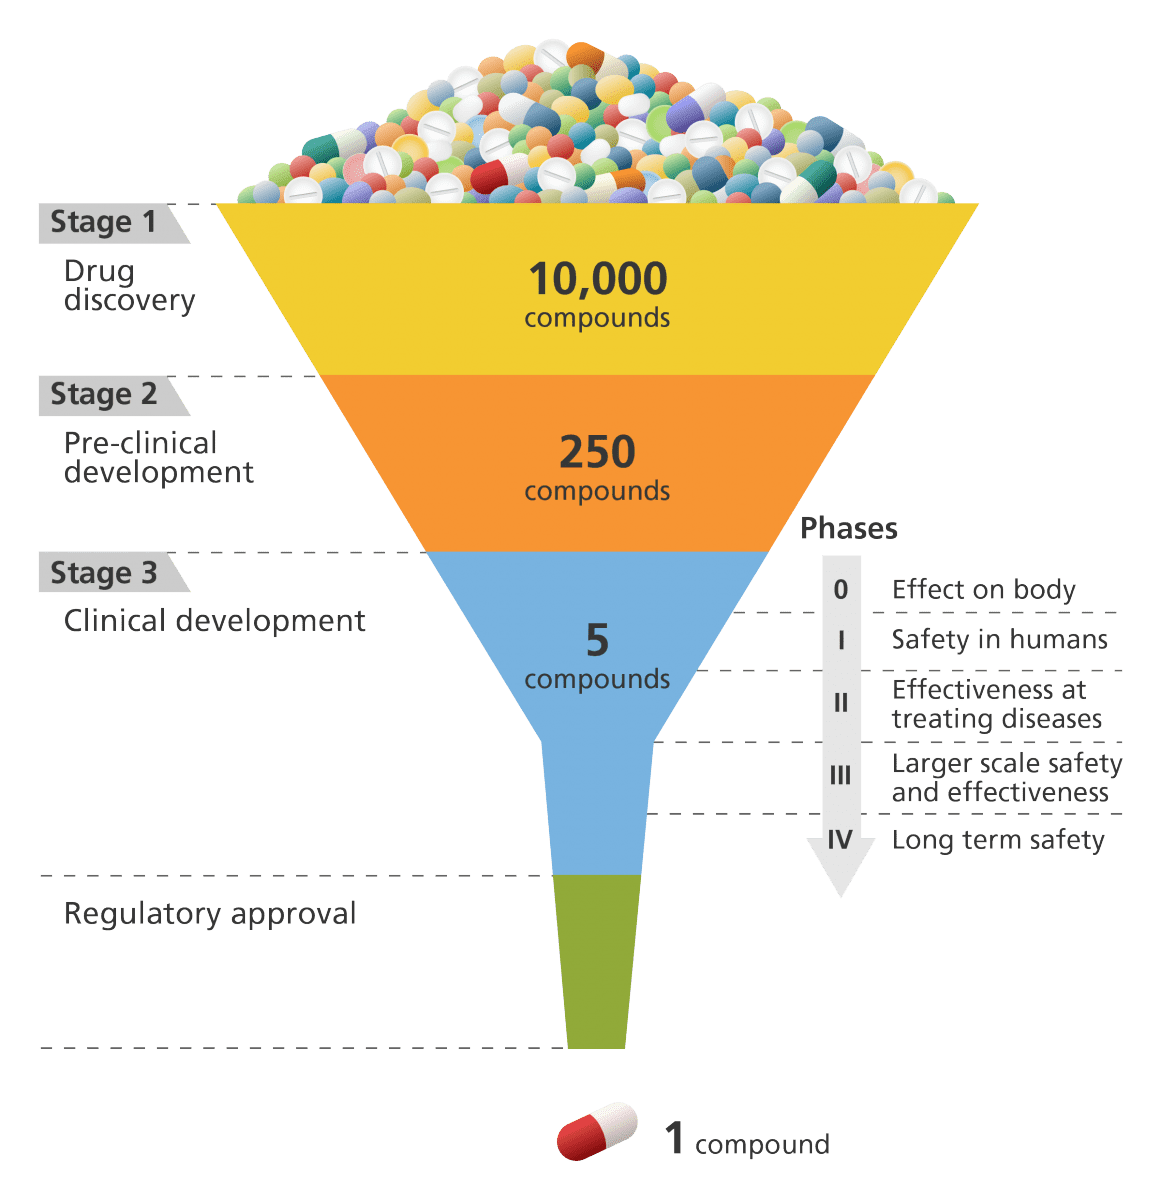 Stage 1
Drug
discovery
10,000
compounds
Stage 2
Pre-clinical
development
250
compounds
Stage 3
Clinical development
5
compounds
Phases
0 Effect on body
I Safety in humans
II Effectiveness at
treating diseases
III Larger scale safety
and effectiveness
IV Long term safety
Regulatory approval
1 compound